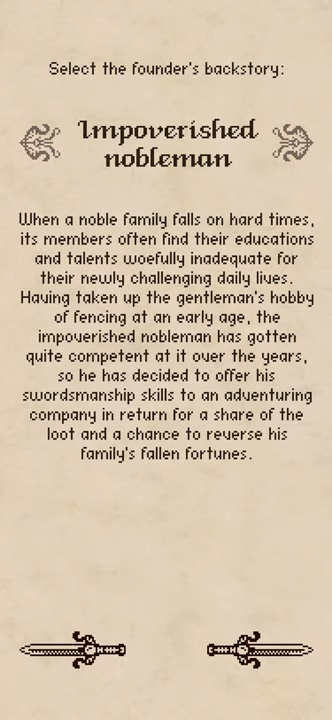 Select the founder's backstory:
Impoverished
nobleman
When a noble family falls on hard times,
its members often find their educations
and talents woefully inadequate for
their newly challenging daily lives.
Having taken up the gentleman's hobby
of fencing at an early age, the
impoverished nobleman has gotten
quite competent at it over the years,
so he has decided to offer his
swordsmanship skills to an adventuring
company in return for a share of the
loot and a chance to reverse his
family's fallen fortunes.